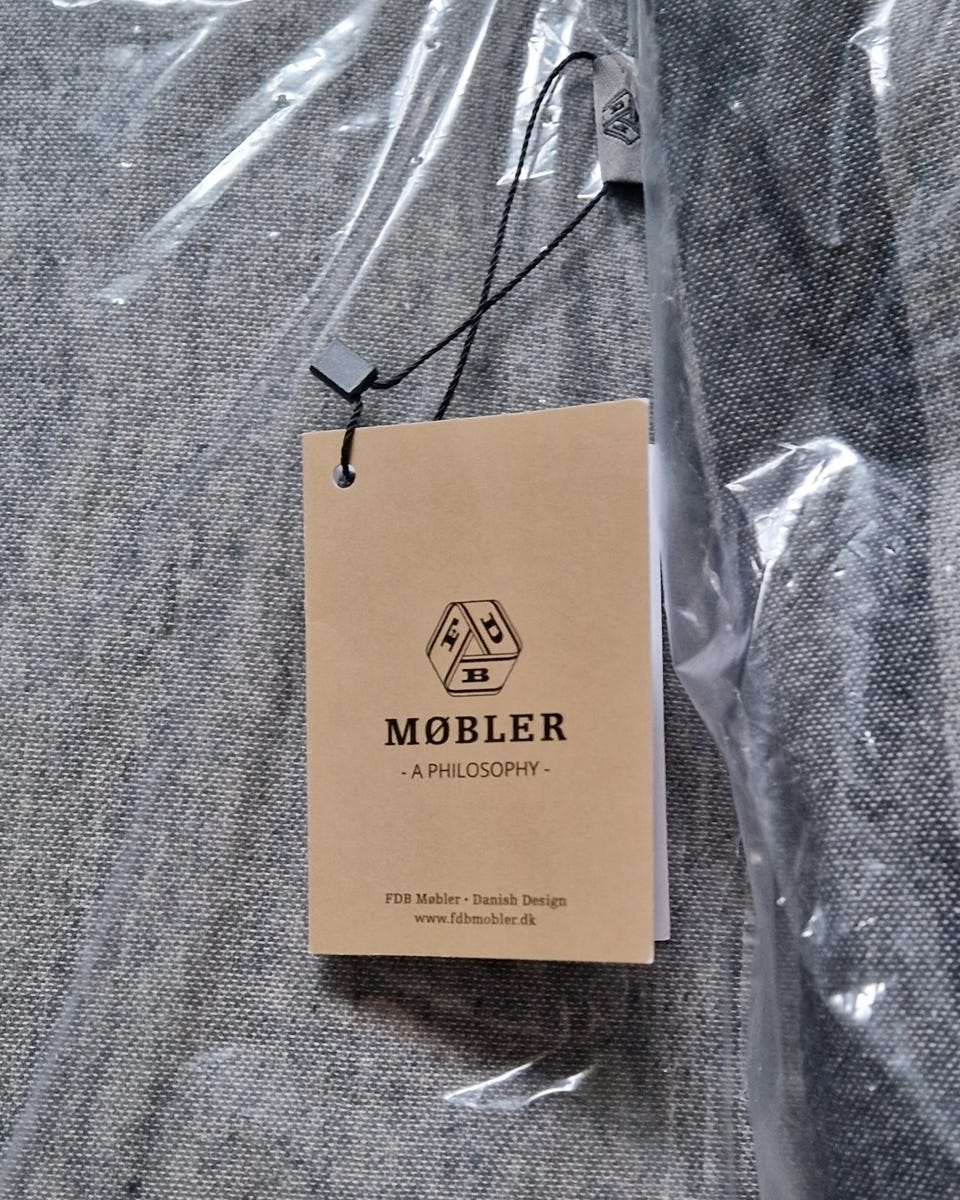 F D
B
MØBLER
- A PHILOSOPHY -
FDB Møbler • Danish Design
www.fdbmobler.dk